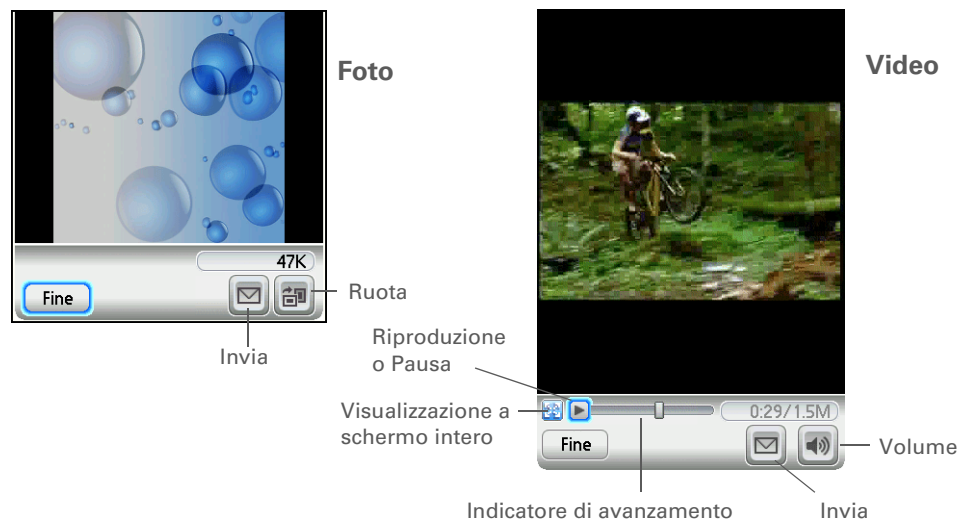 Foto
47K
Fine
Ruota
Invia
Video
Riproduzione
o Pausa
Visualizzazione a
schermo intero
0:29/1.5M
Fine
Volume
Indicatore di avanzamento
Invia